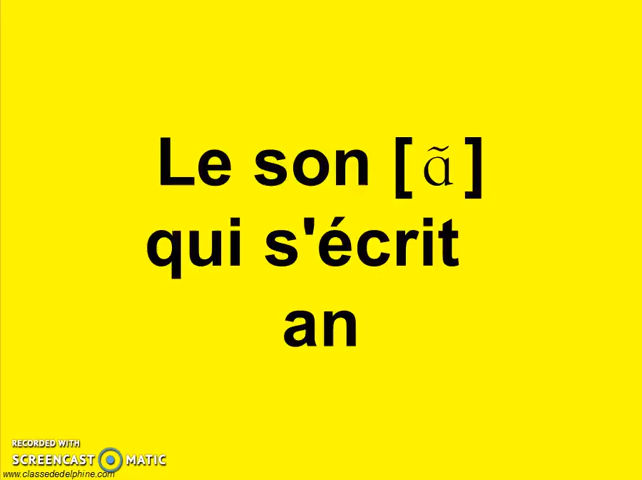 Le son [ɑ̃]
qui s'écrit
an
RECORDED WITH
SCREENCAST MATIC
www.classededelphine.com